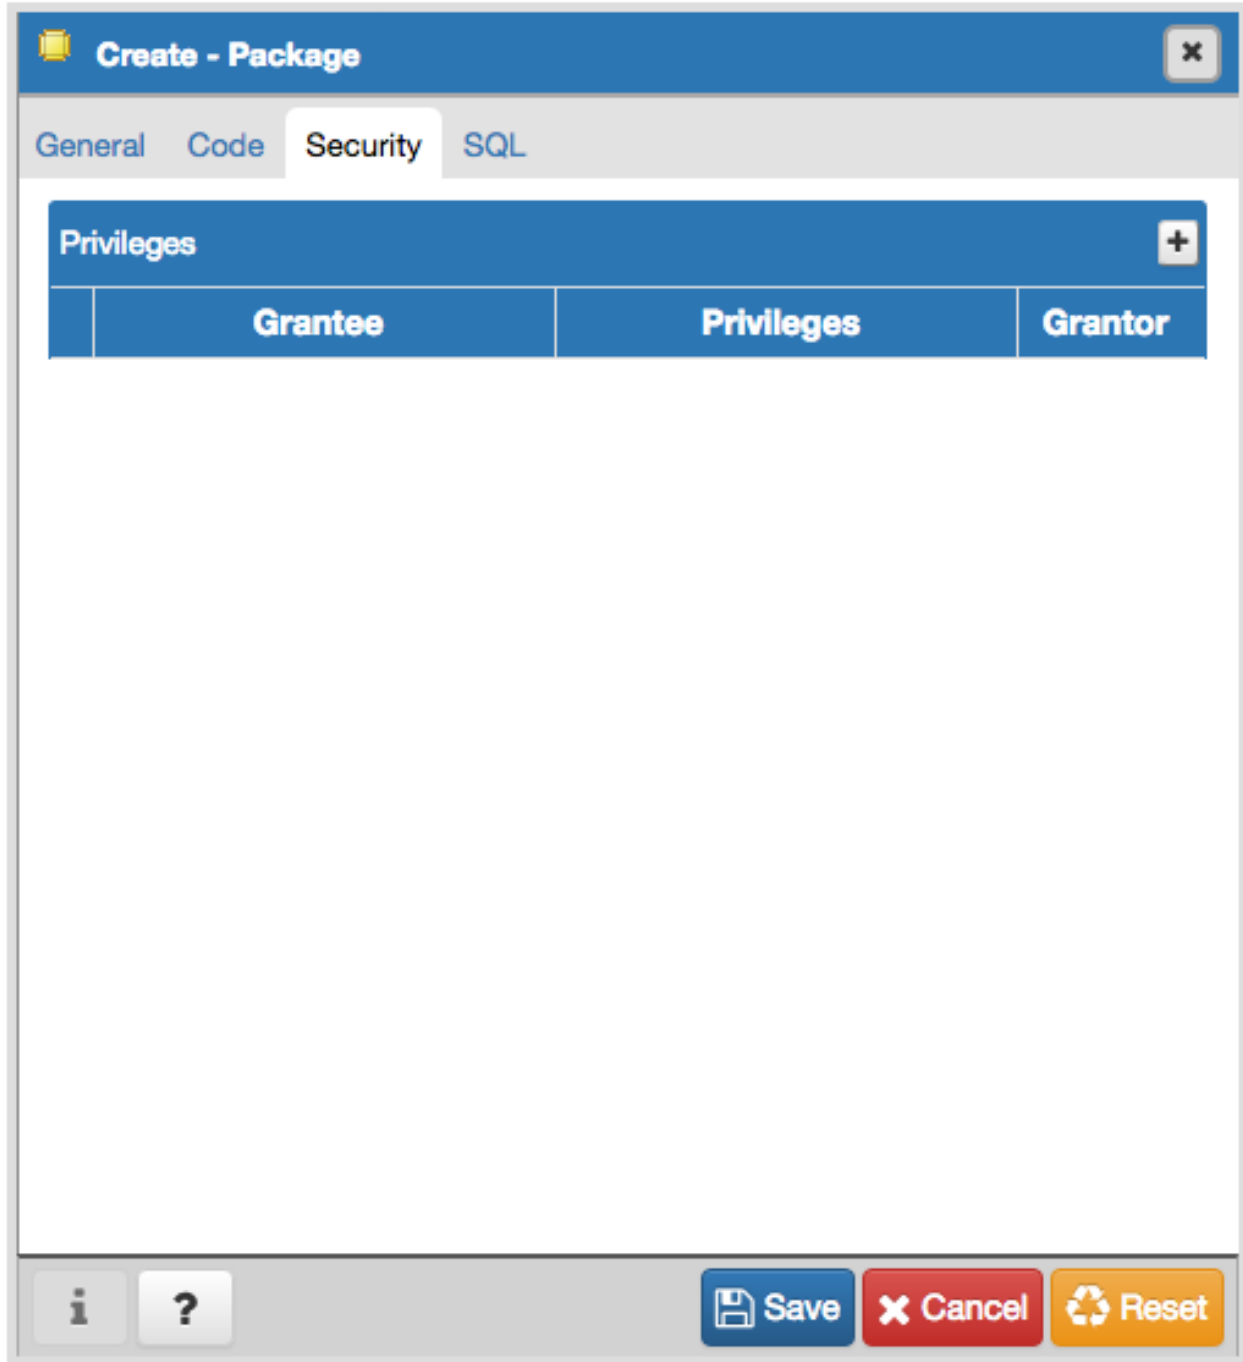 Create - Package
General Code Security SQL
Privileges
Grantee Privileges Grantor
i ? Save Cancel Reset